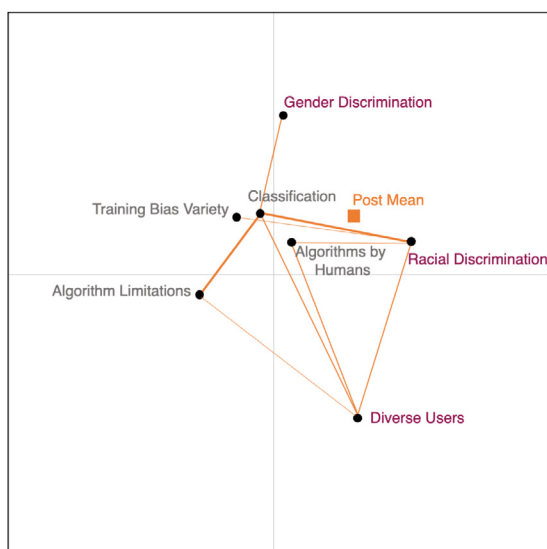 Gender Discrimination
Classification
Post Mean
Training Bias Variety
Algorithms by
Humans
Racial Discrimination
Algorithm Limitations
Diverse Users